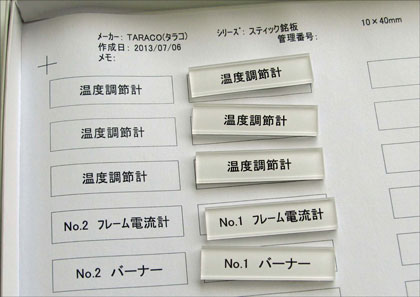 メーカー: TARACO(タラコ) シリーズ: スティック銘板 10×40mm
作成日: 2013/07/06 管理番号:
メモ:
温度調節計 温度調節計
温度調節計 温度調節計
温度調節計 温度調節計
No.2 フレーム電流計 No.1 フレーム電流計
No.2 バーナー No.1 バーナー